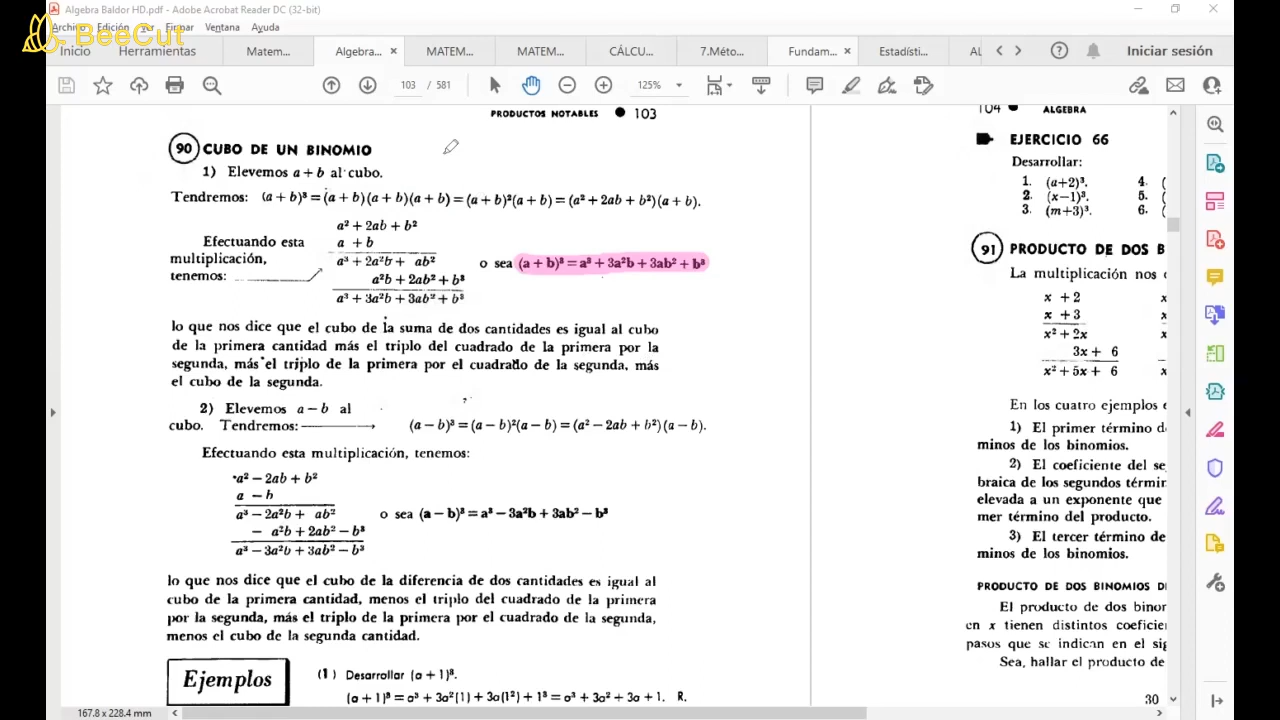 Algebra Baldor HD.pdf - Adobe Acrobat Reader DC (32-bit)
Archivo Edición Ver Firmar Ventana Ayuda
BeeCut
Inicio Herramientas Matem... Algebra... × MATEM... MATEM... CÁLCU... 7.Méto... Fundam... × Estadísti... AL Iniciar sesión
103 / 581 125%
PRODUCTOS NOTABLES ● 103
90 CUBO DE UN BINOMIO
1) Elevemos a + b al cubo.
Tendremos: (a + b)³ = (a + b)(a + b)(a + b) = (a + b)²(a + b) = (a² + 2ab + b²)(a + b).
a² + 2ab + b²
Efectuando esta a + b
multiplicación, a³ + 2a²b + ab² o sea (a + b)³ = a³ + 3a²b + 3ab² + b³
tenemos: a²b + 2ab² + b³
a³ + 3a²b + 3ab² + b³
lo que nos dice que el cubo de la suma de dos cantidades es igual al cubo
de la primera cantidad más el triplo del cuadrado de la primera por la
segunda, más el triplo de la primera por el cuadrado de la segunda, más
el cubo de la segunda.
2) Elevemos a − b al
cubo. Tendremos: (a − b)³ = (a − b)²(a − b) = (a² − 2ab + b²)(a − b).
Efectuando esta multiplicación, tenemos:
a² − 2ab + b²
a − b
a³ − 2a²b + ab² o sea (a − b)³ = a³ − 3a²b + 3ab² − b³
− a²b + 2ab² − b³
a³ − 3a²b + 3ab² − b³
lo que nos dice que el cubo de la diferencia de dos cantidades es igual al
cubo de la primera cantidad, menos el triplo del cuadrado de la primera
por la segunda, más el triplo de la primera por el cuadrado de la segunda,
menos el cubo de la segunda cantidad.
Ejemplos
(1) Desarrollar (a + 1)³.
(a + 1)³ = a³ + 3a²(1) + 3a(1²) + 1³ = a³ + 3a² + 3a + 1. R.
104 ● ALGEBRA
EJERCICIO 66
Desarrollar:
1. (a+2)³. 4. (
2. (x−1)³. 5. (
3. (m+3)³. 6. (
91 PRODUCTO DE DOS B
La multiplicación nos
x + 2 x
x + 3 x
x² + 2x x²
3x + 6
x² + 5x + 6 x²
En los cuatro ejemplos
1) El primer término d
minos de los binomios.
2) El coeficiente del se
braica de los segundos términ
elevada a un exponente que
mer término del producto.
3) El tercer término de
minos de los binomios.
PRODUCTO DE DOS BINOMIOS D
El producto de dos binor
en x tienen distintos coeficie
pasos que se indican en el sig
Sea, hallar el producto de
30
167.8 x 228.4 mm